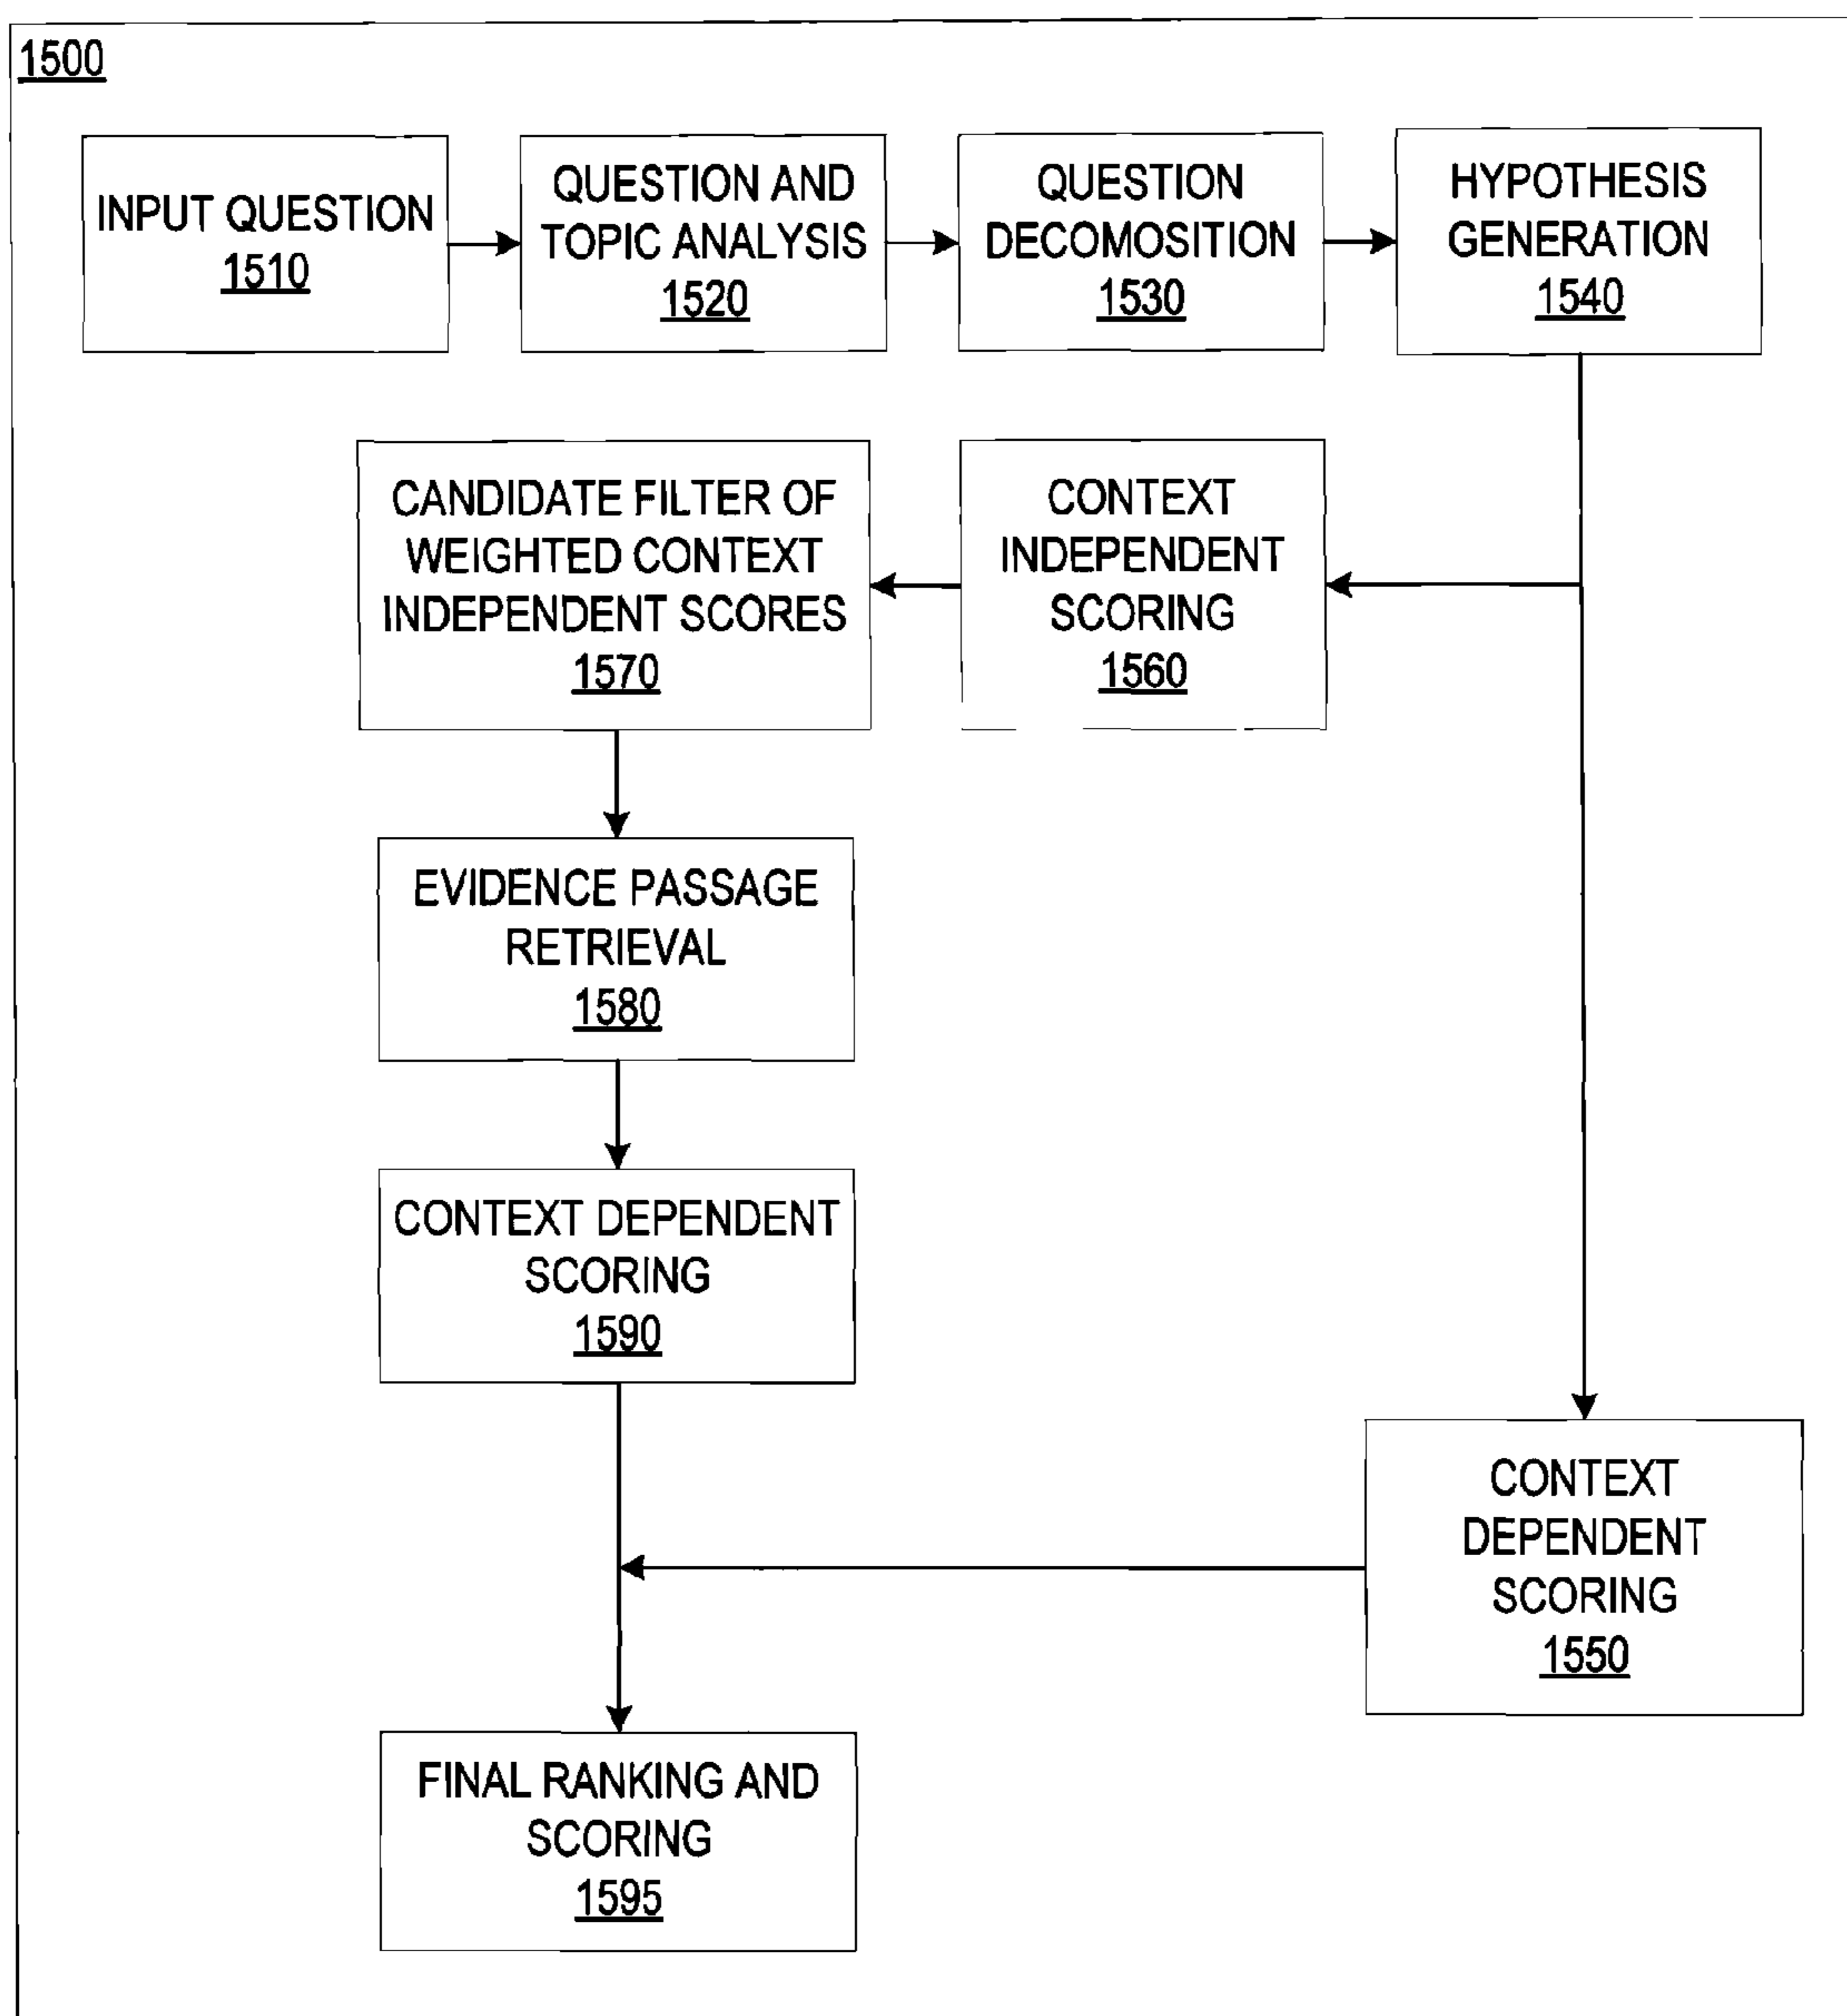 1500
INPUT QUESTION
1510
QUESTION AND
TOPIC ANALYSIS
1520
QUESTION
DECOMOSITION
1530
HYPOTHESIS
GENERATION
1540
CANDIDATE FILTER OF
WEIGHTED CONTEXT
INDEPENDENT SCORES
1570
CONTEXT
INDEPENDENT
SCORING
1560
EVIDENCE PASSAGE
RETRIEVAL
1580
CONTEXT DEPENDENT
SCORING
1590
CONTEXT
DEPENDENT
SCORING
1550
FINAL RANKING AND
SCORING
1595